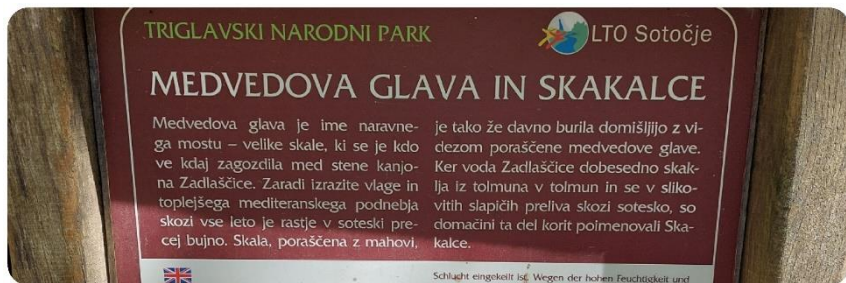 TRIGLAVSKI NARODNI PARK
LTO Sotočje
MEDVEDOVA GLAVA IN SKAKALCE
Medvedova glava je ime naravne-
ga mostu – velike skale, ki se je kdo
ve kdaj zagozdila med stene kanjo-
na Zadlaščice. Zaradi izrazite vlage in
toplejšega mediteranskega podnebja
skozi vse leto je rastje v soteski pre-
cej bujno. Skala, poraščena z mahovi,
je tako že davno burila domišljijo z vi-
dezom poraščene medvedove glave.
Ker voda Zadlaščice dobesedno skak-
lja iz tolmuna v tolmun in se v sliko-
vitih slapičih preliva skozi sotesko, so
domačini ta del korit poimenovali Ska-
kalce.
Schlucht eingekeilt ist. Wegen der hohen Feuchtigkeit und